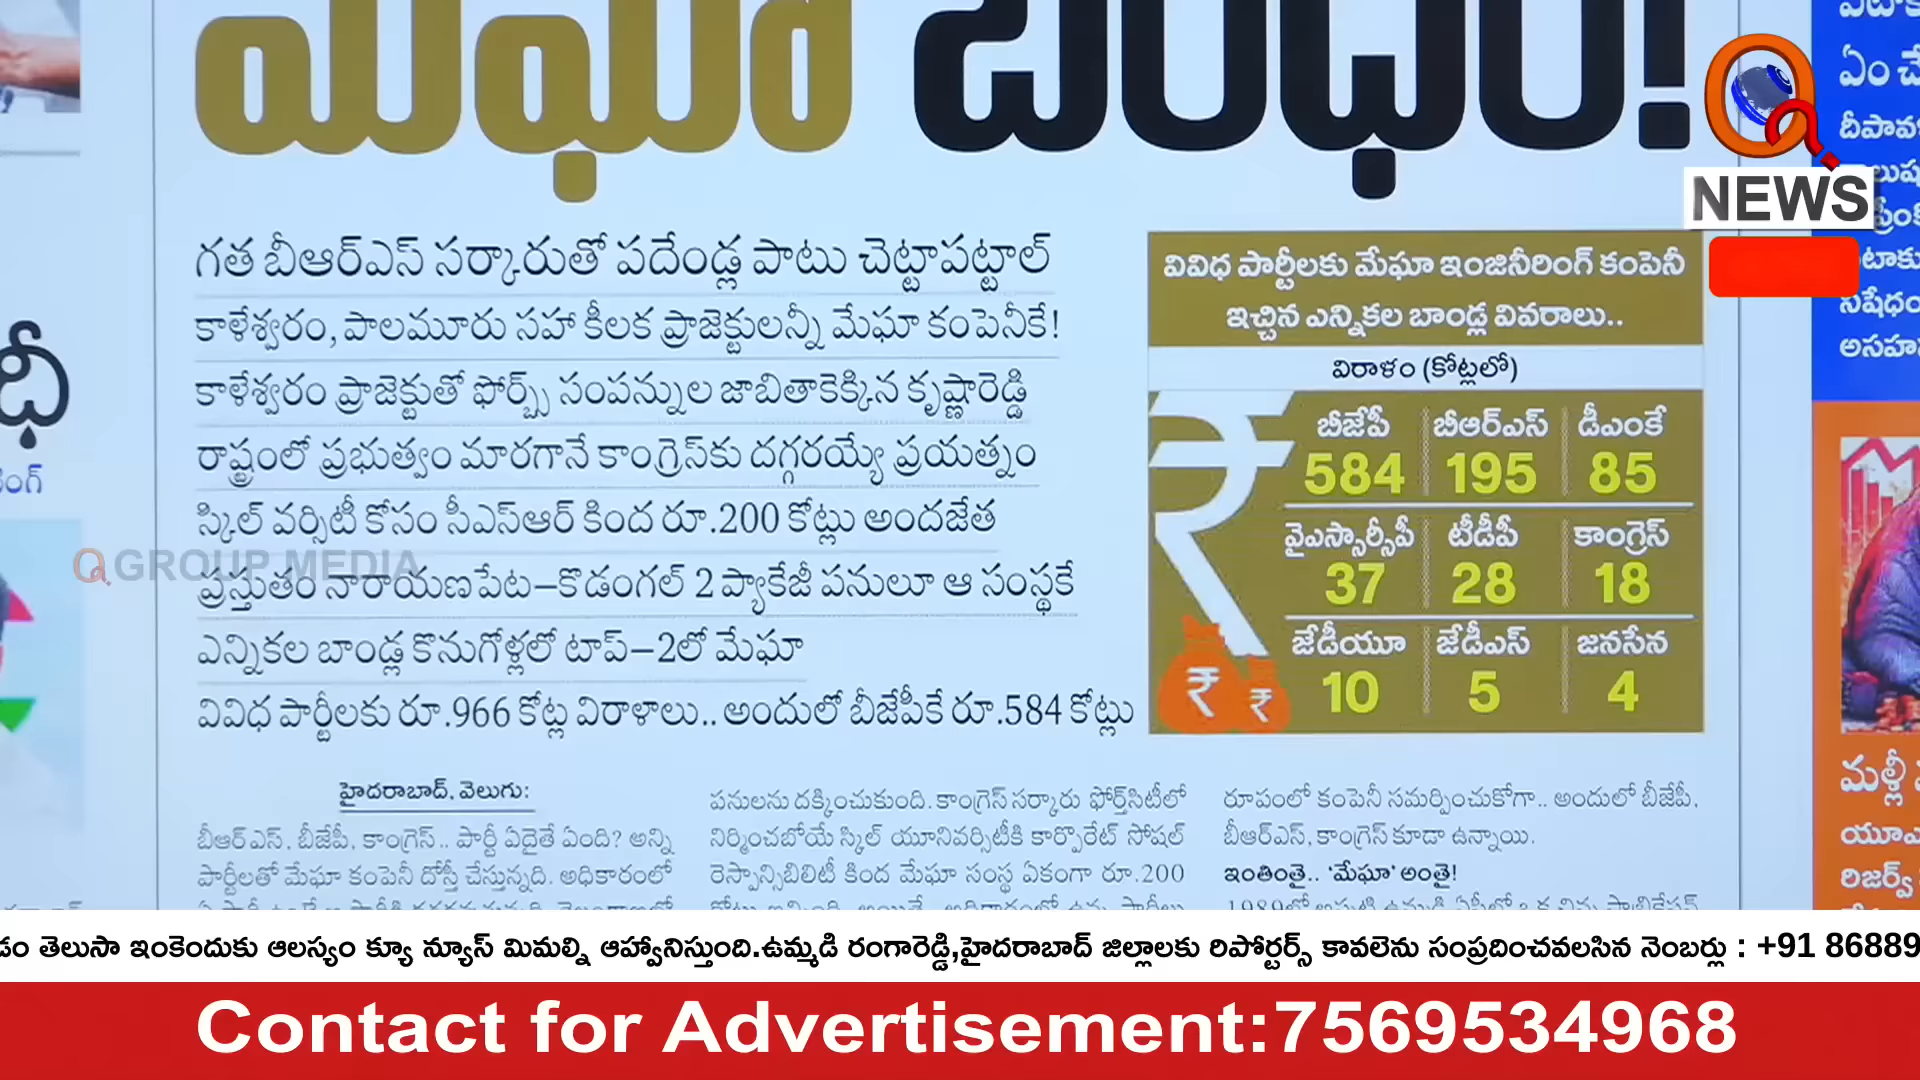 మేఘా బంధం!
NEWS
గత బీఆర్ఎస్ సర్కారుతో పదేండ్ల పాటు చెట్టాపట్టాల్
కాళేశ్వరం, పాలమూరు సహా కీలక ప్రాజెక్టులన్నీ మేఘా కంపెనీకే!
కాళేశ్వరం ప్రాజెక్టుతో ఫోర్బ్స్ సంపన్నుల జాబితాకెక్కిన కృష్ణారెడ్డి
రాష్ట్రంలో ప్రభుత్వం మారగానే కాంగ్రెస్‌కు దగ్గరయ్యే ప్రయత్నం
స్కిల్ వర్సిటీ కోసం సీఎస్ఆర్ కింద రూ.200 కోట్లు అందజేత
ప్రస్తుతం నారాయణపేట–కొడంగల్ 2 ప్యాకేజీ పనులూ ఆ సంస్థకే
ఎన్నికల బాండ్ల కొనుగోళ్లలో టాప్–2లో మేఘా
వివిధ పార్టీలకు రూ.966 కోట్ల విరాళాలు.. అందులో బీజేపీకే రూ.584 కోట్లు
Q GROUP MEDIA
వివిధ పార్టీలకు మేఘా ఇంజినీరింగ్ కంపెనీ
ఇచ్చిన ఎన్నికల బాండ్ల వివరాలు..
విరాళం (కోట్లలో)
బీజేపీ బీఆర్ఎస్ డీఎంకే
584 195 85
వైఎస్సార్సీపీ టీడీపీ కాంగ్రెస్
37 28 18
జేడీయూ జేడీఎస్ జనసేన
10 5 4
హైదరాబాద్, వెలుగు:
బీఆర్ఎస్, బీజేపీ, కాంగ్రెస్.. పార్టీ ఏదైతే ఏంది? అన్ని
పార్టీలతో మేఘా కంపెనీ దోస్తీ చేస్తున్నది. అధికారంలో
పనులను దక్కించుకుంది. కాంగ్రెస్ సర్కారు ఫోర్త్‌సిటీలో
నిర్మించబోయే స్కిల్ యూనివర్సిటీకి కార్పొరేట్ సోషల్
రెస్పాన్సిబిలిటీ కింద మేఘా సంస్థ ఏకంగా రూ.200
రూపంలో కంపెనీ సమర్పించుకోగా.. అందులో బీజేపీ,
బీఆర్ఎస్, కాంగ్రెస్ కూడా ఉన్నాయి.
ఇంతింతై.. 'మేఘా' అంతై!
ఏం చే
తెలుసా ఇంకెందుకు ఆలస్యం క్యూ న్యూస్ మిమల్ని ఆహ్వానిస్తుంది.ఉమ్మడి రంగారెడ్డి,హైదరాబాద్ జిల్లాలకు రిపోర్టర్స్ కావలెను సంప్రదించవలసిన నెంబర్లు : +91 86889
Contact for Advertisement:7569534968